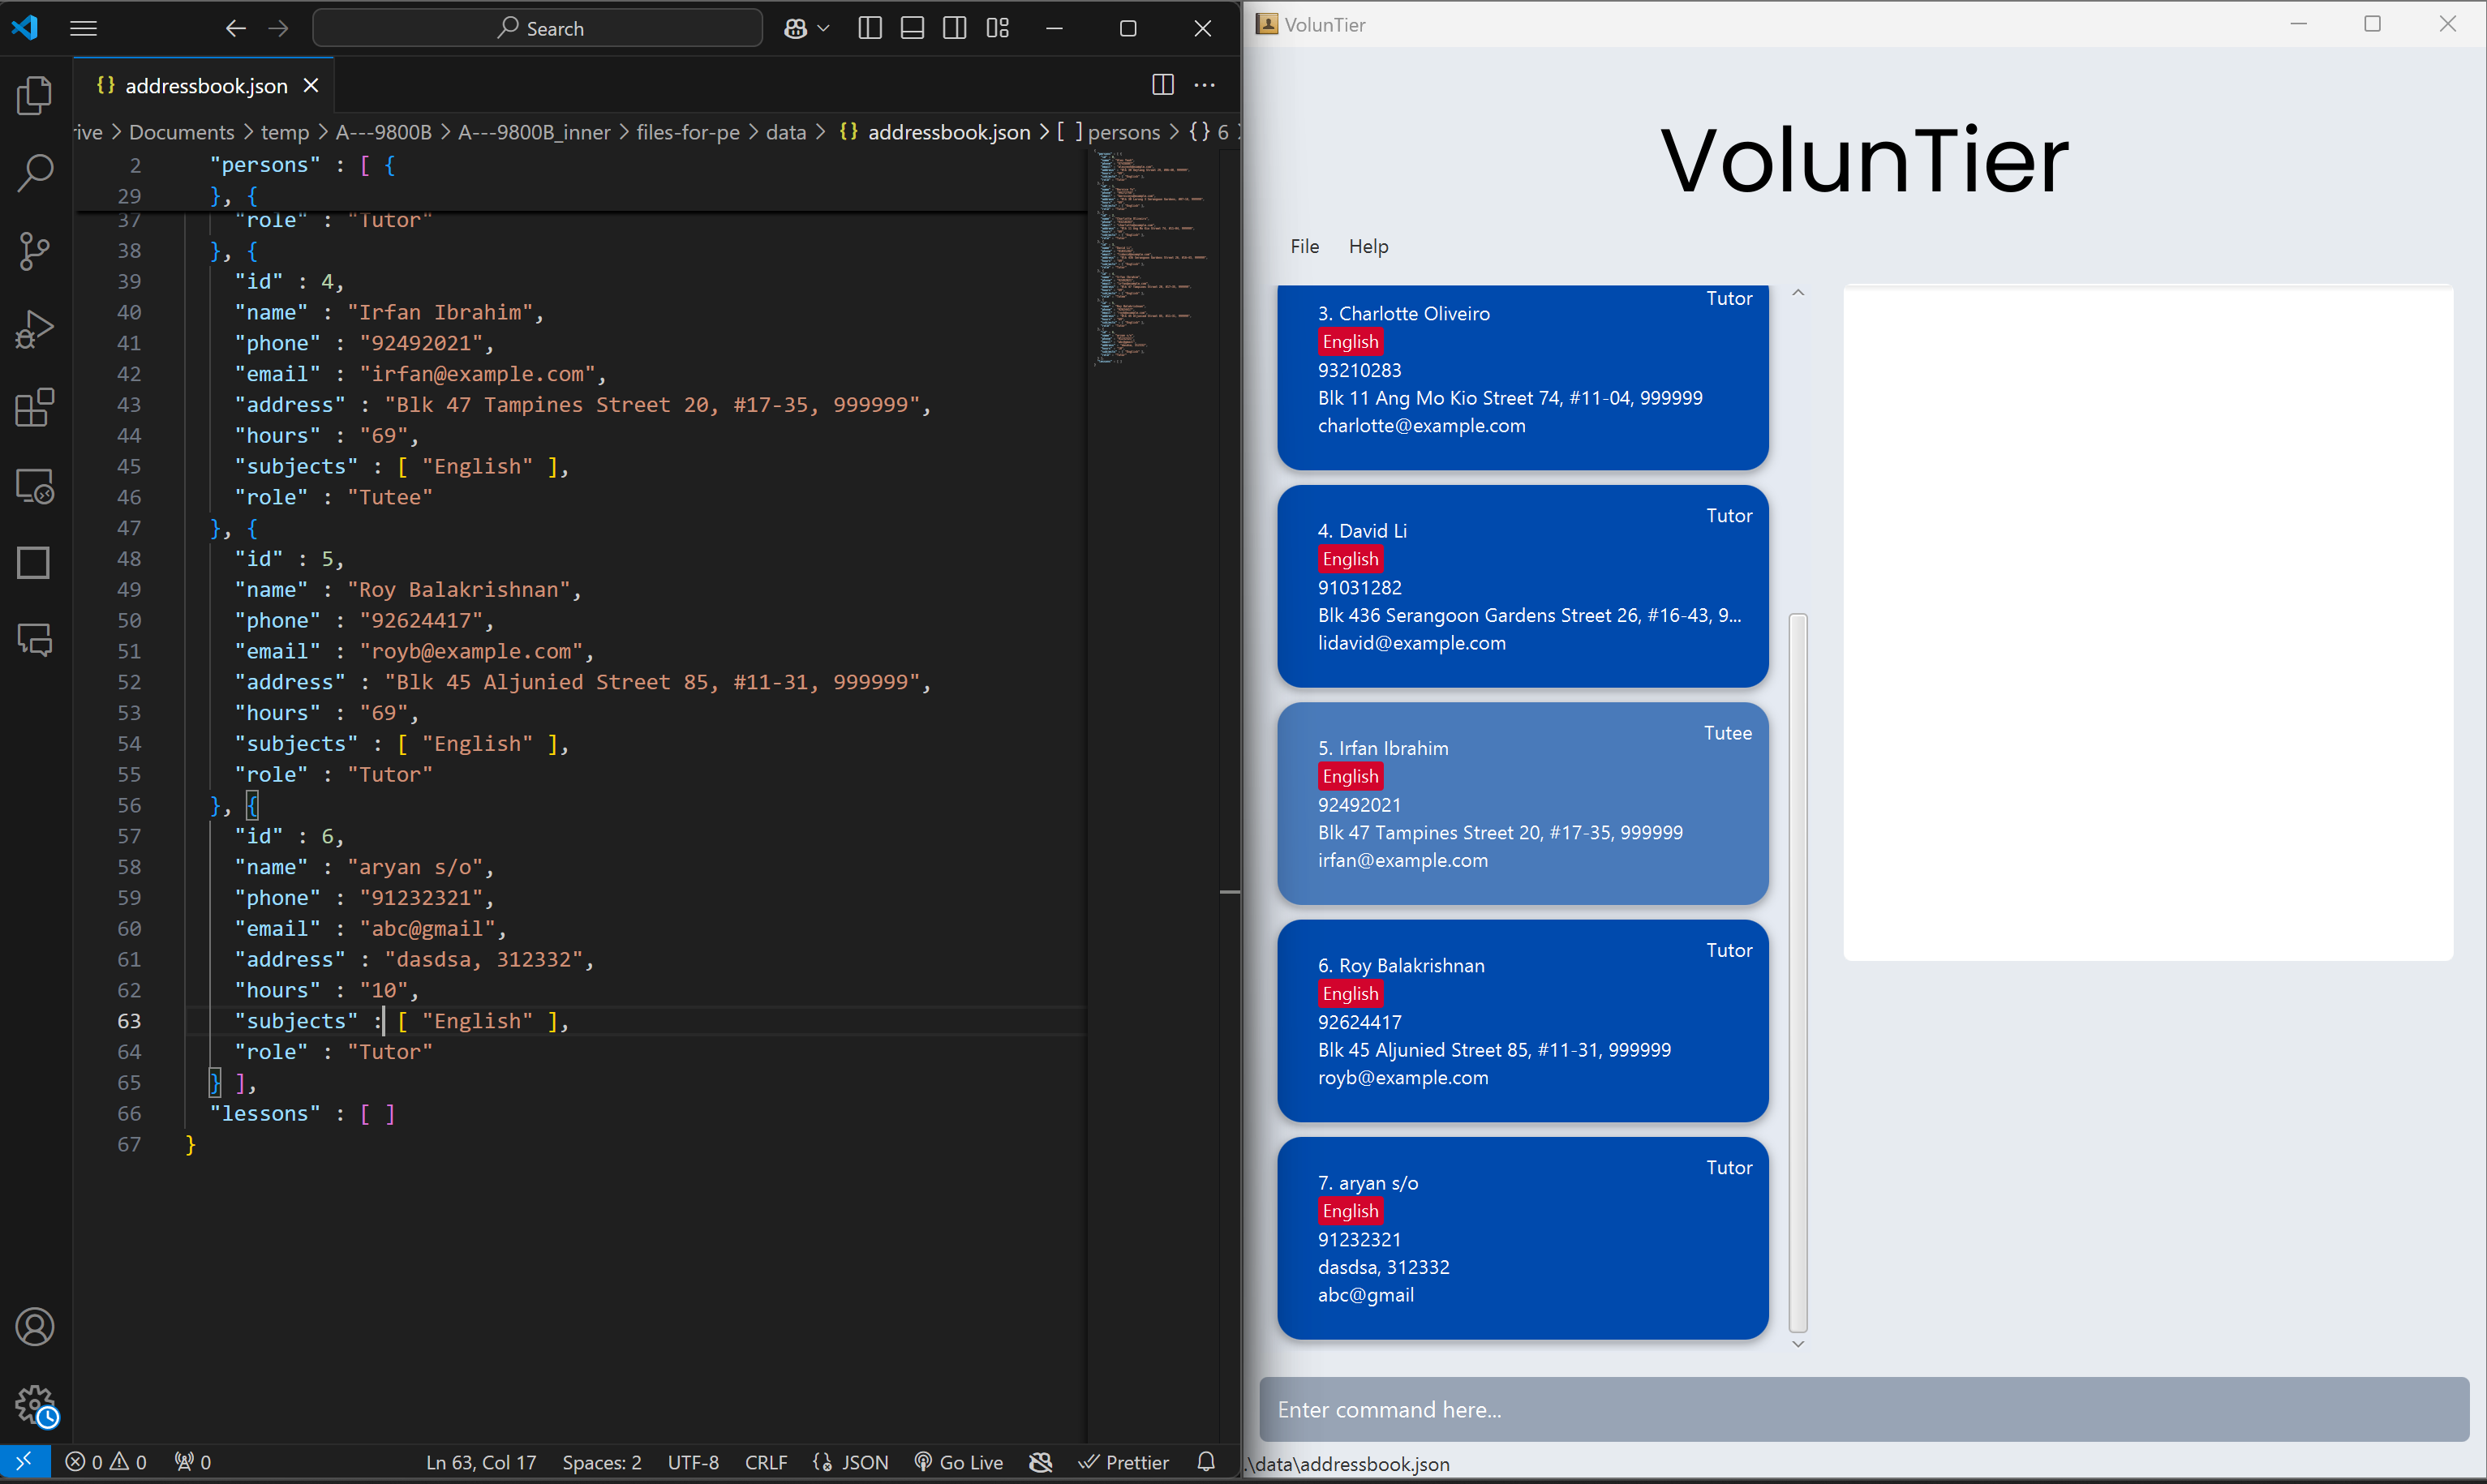 Search
addressbook.json
rive > Documents > temp > A---9800B > A---9800B_inner > files-for-pe > data > {} addressbook.json > [ ] persons > {} 6
2 "persons" : [ {
29 }, {
37 "role" : "Tutor"
38 }, {
39 "id" : 4,
40 "name" : "Irfan Ibrahim",
41 "phone" : "92492021",
42 "email" : "irfan@example.com",
43 "address" : "Blk 47 Tampines Street 20, #17-35, 999999",
44 "hours" : "69",
45 "subjects" : [ "English" ],
46 "role" : "Tutee"
47 }, {
48 "id" : 5,
49 "name" : "Roy Balakrishnan",
50 "phone" : "92624417",
51 "email" : "royb@example.com",
52 "address" : "Blk 45 Aljunied Street 85, #11-31, 999999",
53 "hours" : "69",
54 "subjects" : [ "English" ],
55 "role" : "Tutor"
56 }, {
57 "id" : 6,
58 "name" : "aryan s/o",
59 "phone" : "91232321",
60 "email" : "abc@gmail",
61 "address" : "dasdsa, 312332",
62 "hours" : "10",
63 "subjects" : [ "English" ],
64 "role" : "Tutor"
65 } ],
66 "lessons" : [ ]
67 }
0 0 0 Ln 63, Col 17 Spaces: 2 UTF-8 CRLF {} JSON Go Live Prettier
VolunTier
VolunTier
File Help
Tutor
3. Charlotte Oliveiro
English
93210283
Blk 11 Ang Mo Kio Street 74, #11-04, 999999
charlotte@example.com
Tutor
4. David Li
English
91031282
Blk 436 Serangoon Gardens Street 26, #16-43, 9...
lidavid@example.com
Tutee
5. Irfan Ibrahim
English
92492021
Blk 47 Tampines Street 20, #17-35, 999999
irfan@example.com
Tutor
6. Roy Balakrishnan
English
92624417
Blk 45 Aljunied Street 85, #11-31, 999999
royb@example.com
Tutor
7. aryan s/o
English
91232321
dasdsa, 312332
abc@gmail
Enter command here...
.\data\addressbook.json